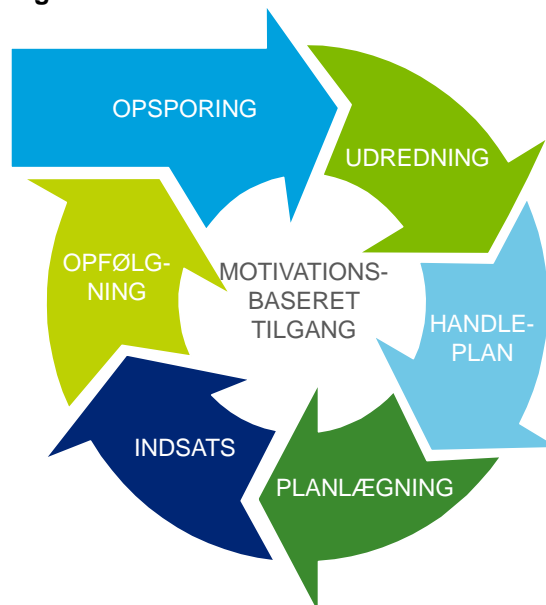 OPSPORING
UDREDNING
HANDLE-
PLAN
PLANLÆGNING
INDSATS
OPFØLG-
NING
MOTIVATIONS-
BASERET
TILGANG